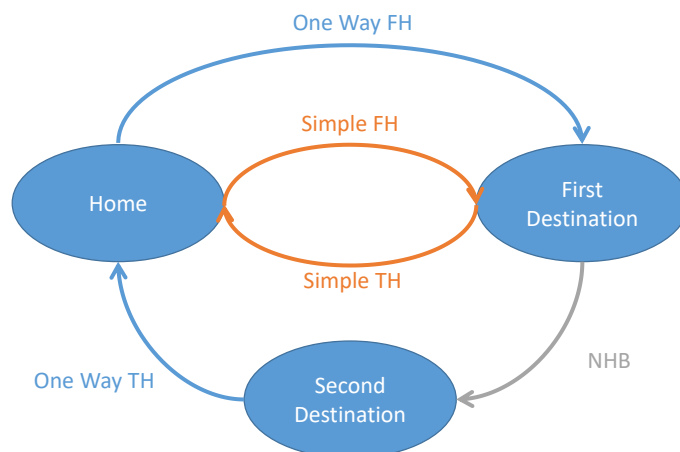 One Way FH
Simple FH
Home
First
Destination
Simple TH
NHB
One Way TH
Second
Destination